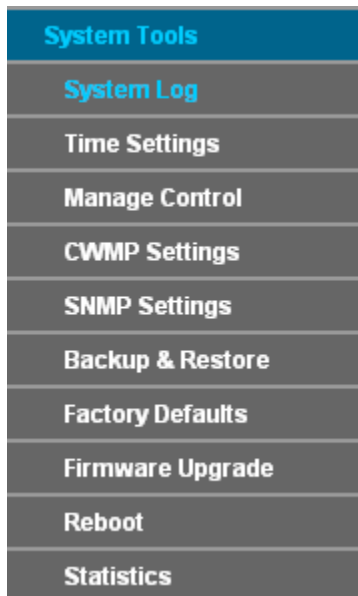 System Tools
System Log
Time Settings
Manage Control
CWMP Settings
SNMP Settings
Backup & Restore
Factory Defaults
Firmware Upgrade
Reboot
Statistics